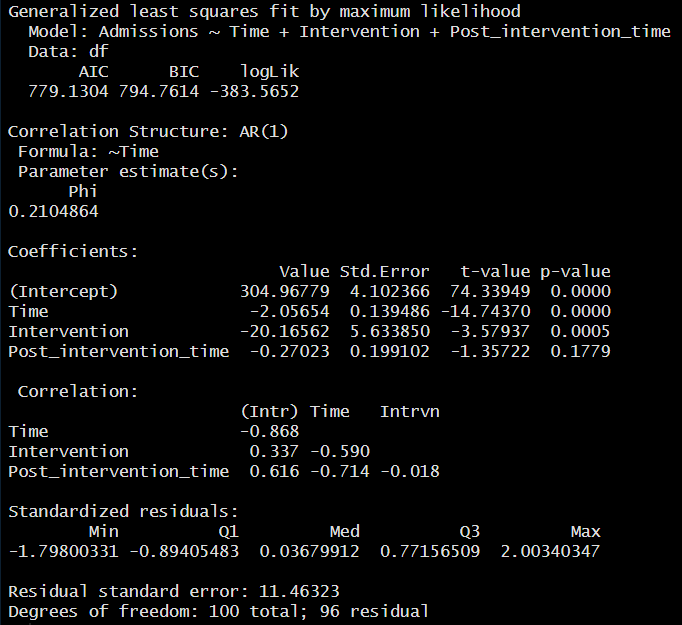 Generalized least squares fit by maximum likelihood
  Model: Admissions ~ Time + Intervention + Post_intervention_time
  Data: df
       AIC      BIC    logLik
  779.1304 794.7614 -383.5652

Correlation Structure: AR(1)
 Formula: ~Time
 Parameter estimate(s):
      Phi
0.2104864

Coefficients:
                           Value Std.Error   t-value p-value
(Intercept)            304.96779  4.102366  74.33949  0.0000
Time                    -2.05654  0.139486 -14.74370  0.0000
Intervention           -20.16562  5.633850  -3.57937  0.0005
Post_intervention_time  -0.27023  0.199102  -1.35722  0.1779

 Correlation:
                       (Intr) Time   Intrvn
Time                   -0.868
Intervention            0.337 -0.590
Post_intervention_time  0.616 -0.714 -0.018

Standardized residuals:
        Min          Q1         Med          Q3         Max
-1.79800331 -0.89405483  0.03679912  0.77156509  2.00340347

Residual standard error: 11.46323
Degrees of freedom: 100 total; 96 residual